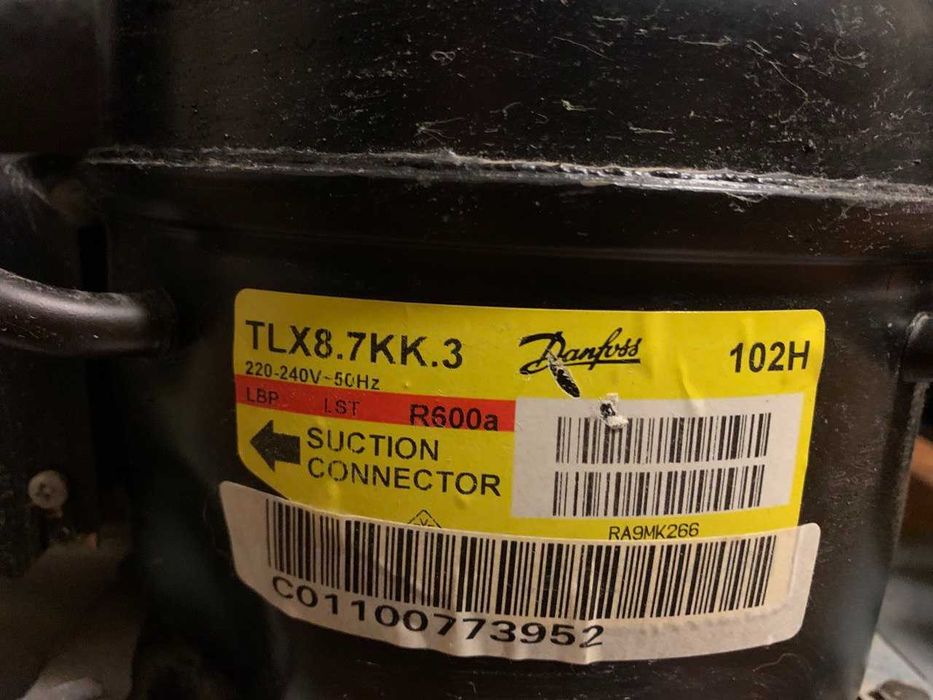 TLX8.7KK.3
Danfoss
102H
220-240V~50Hz
LBP LST R600a
SUCTION
CONNECTOR
RA9MK266
C01100773952